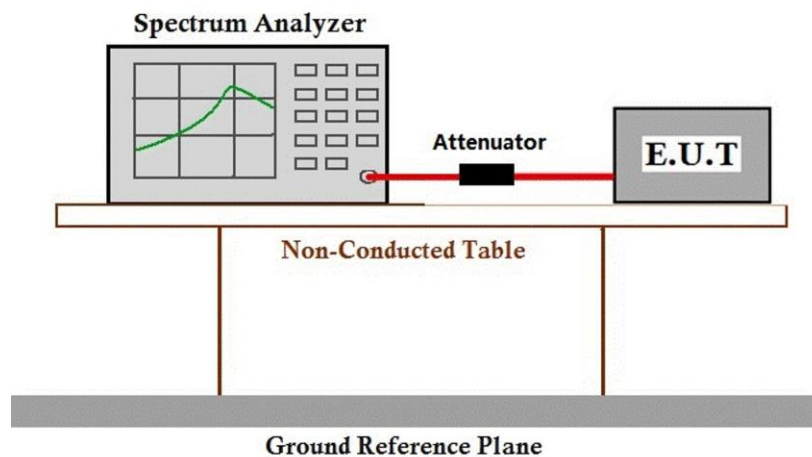 Spectrum Analyzer
Attenuator
E.U.T
Non-Conducted Table
Ground Reference Plane